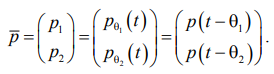 p̅ = (p₁ p₂) = (p_θ₁(t) p_θ₂(t)) = (p(t − θ₁) p(t − θ₂)).